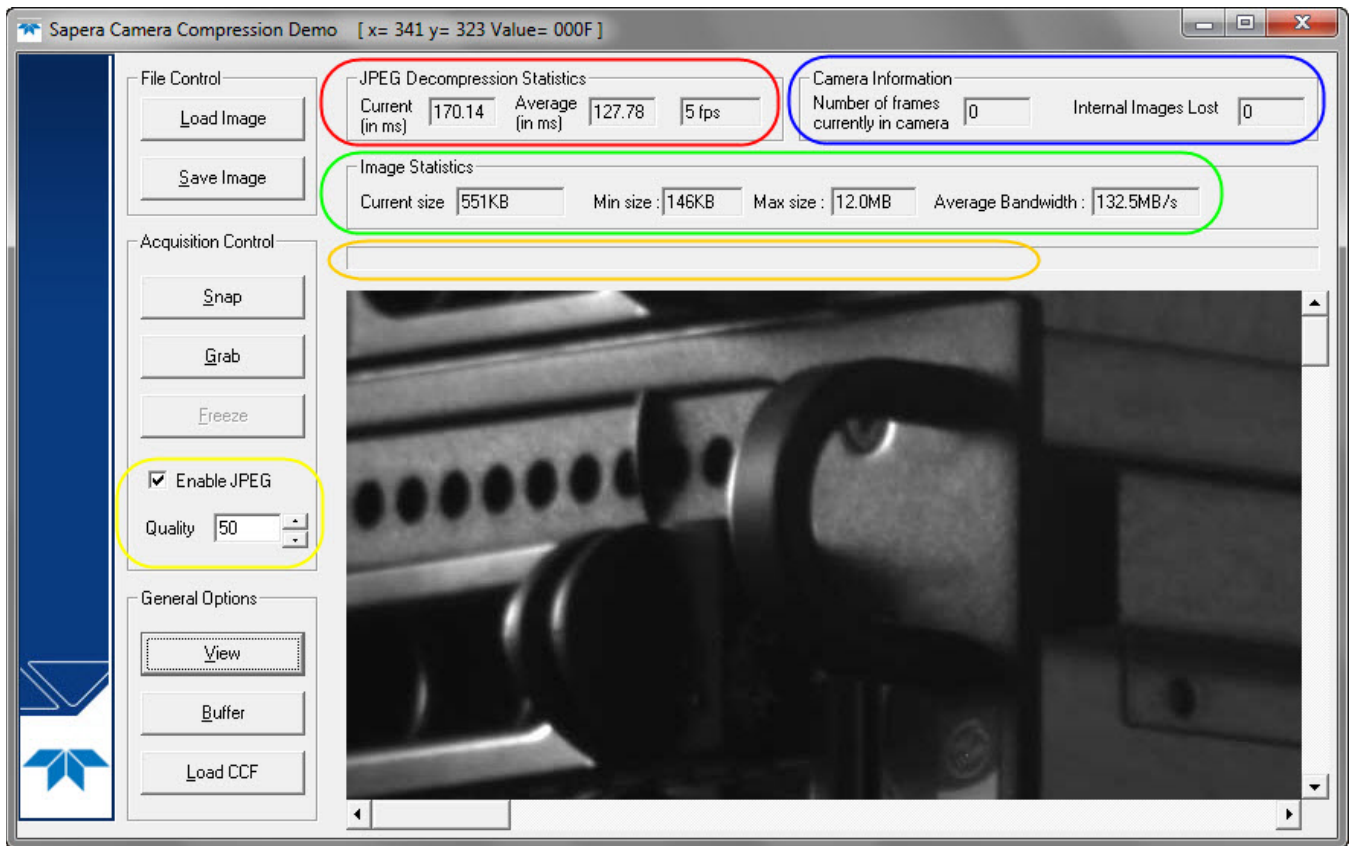 Sapera Camera Compression Demo [ x= 341 y= 323 Value= 000F ]
File Control
Load Image
Save Image
JPEG Decompression Statistics
Current (in ms) 170.14 Average (in ms) 127.78 5 fps
Camera Information
Number of frames currently in camera 0 Internal Images Lost 0
Image Statistics
Current size 551KB Min size : 146KB Max size : 12.0MB Average Bandwidth : 132.5MB/s
Acquisition Control
Snap
Grab
Freeze
Enable JPEG
Quality 50
General Options
View
Buffer
Load CCF